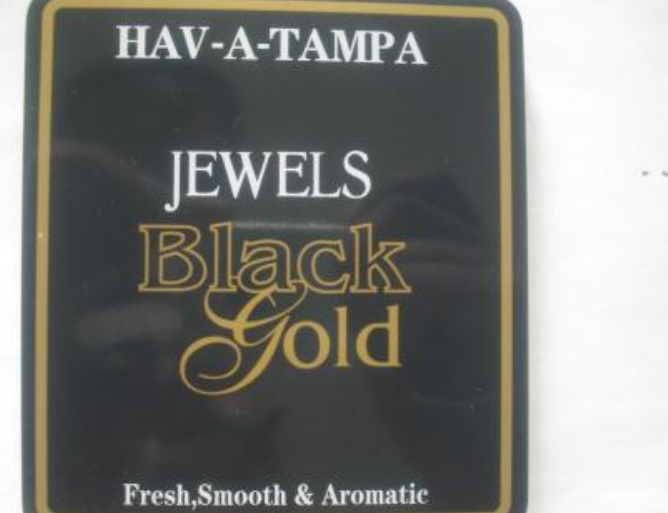 HAV-A-TAMPA
JEWELS
Black
Gold
Fresh,Smooth & Aromatic